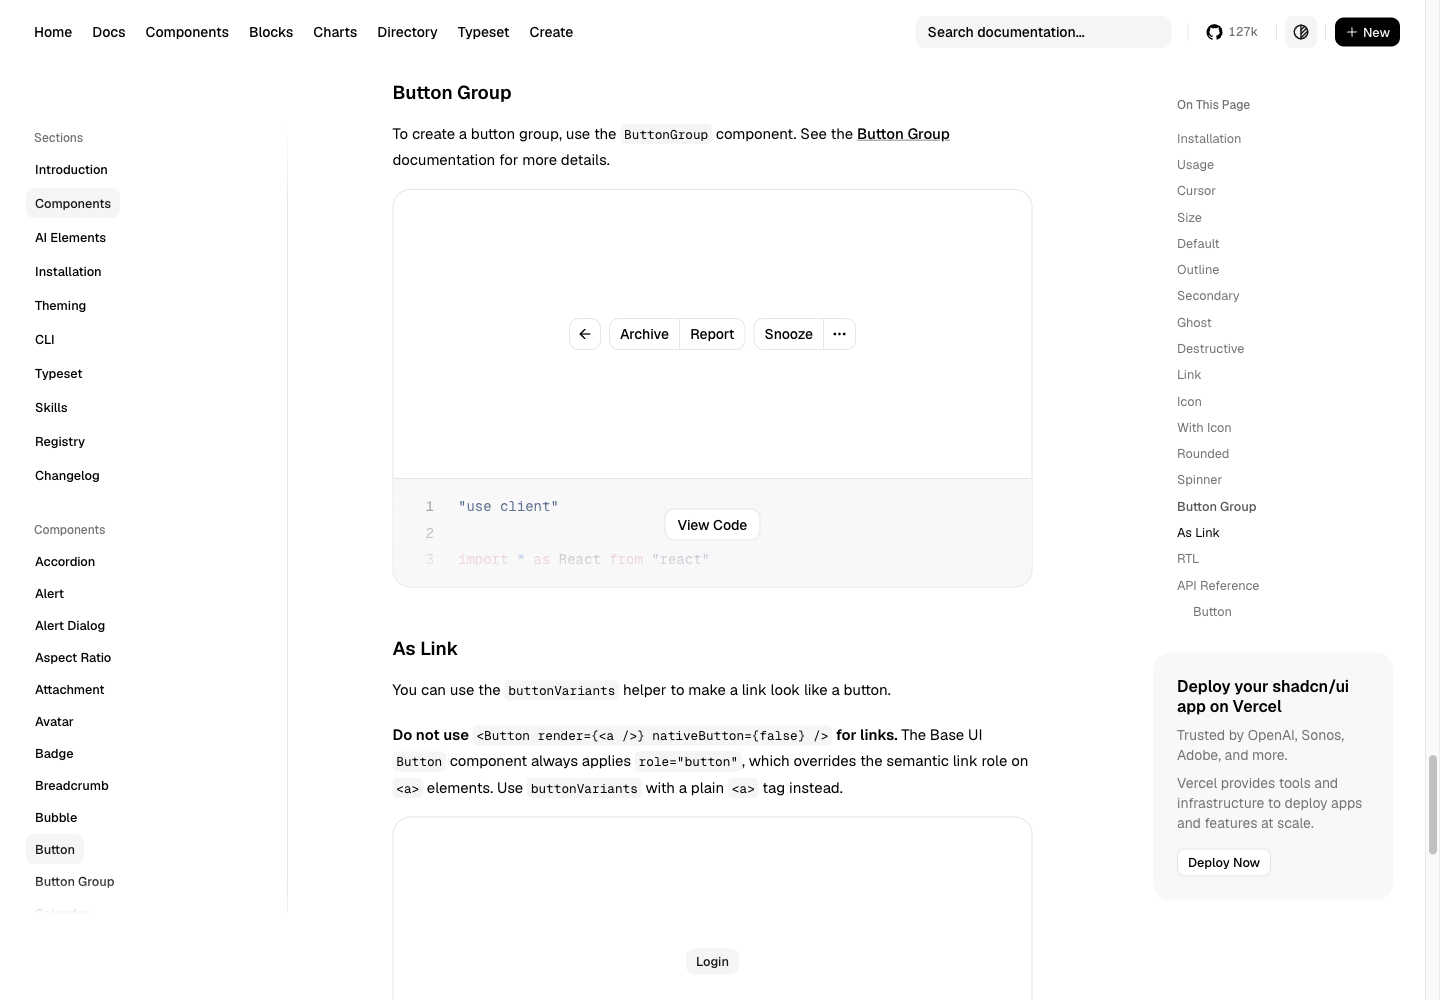 Home Docs Components Blocks Charts Directory Typeset Create Search documentation... 127k New
Sections
Introduction
Components
AI Elements
Installation
Theming
CLI
Typeset
Skills
Registry
Changelog
Components
Accordion
Alert
Alert Dialog
Aspect Ratio
Attachment
Avatar
Badge
Breadcrumb
Bubble
Button
Button Group
Calendar
Button Group
To create a button group, use the ButtonGroup component. See the Button Group
documentation for more details.
Archive Report Snooze
1 "use client"
2
3 import * as React from "react"
View Code
As Link
You can use the buttonVariants helper to make a link look like a button.
Do not use <Button render={<a />} nativeButton={false} /> for links. The Base UI
Button component always applies role="button", which overrides the semantic link role on
<a> elements. Use buttonVariants with a plain <a> tag instead.
Login
On This Page
Installation
Usage
Cursor
Size
Default
Outline
Secondary
Ghost
Destructive
Link
Icon
With Icon
Rounded
Spinner
Button Group
As Link
RTL
API Reference
Button
Deploy your shadcn/ui
app on Vercel
Trusted by OpenAI, Sonos,
Adobe, and more.
Vercel provides tools and
infrastructure to deploy apps
and features at scale.
Deploy Now